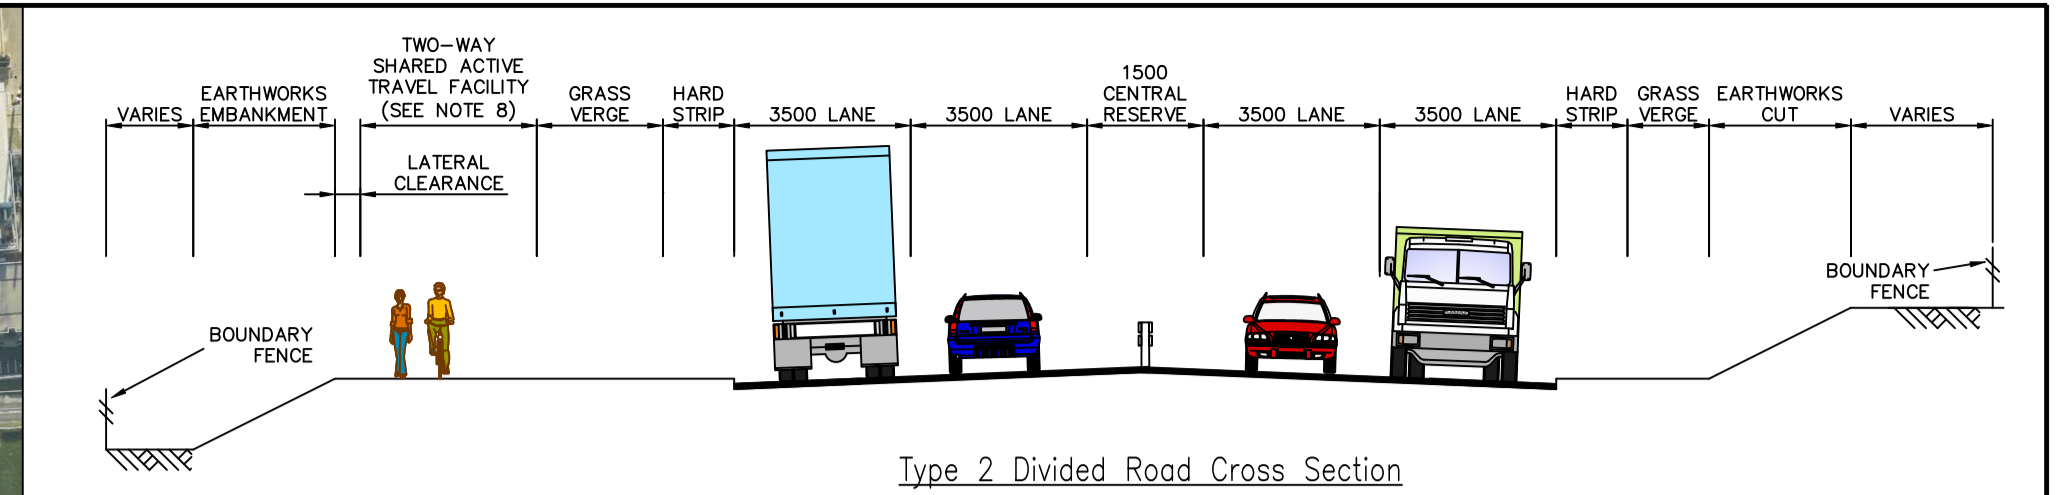 VARIES
EARTHWORKS
EMBANKMENT
TWO-WAY
SHARED ACTIVE
TRAVEL FACILITY
(SEE NOTE 8)
LATERAL
CLEARANCE
GRASS
VERGE
HARD
STRIP
3500 LANE
3500 LANE
1500
CENTRAL
RESERVE
3500 LANE
3500 LANE
HARD
STRIP
GRASS
VERGE
EARTHWORKS
CUT
VARIES
BOUNDARY
FENCE
BOUNDARY
FENCE
Type 2 Divided Road Cross Section